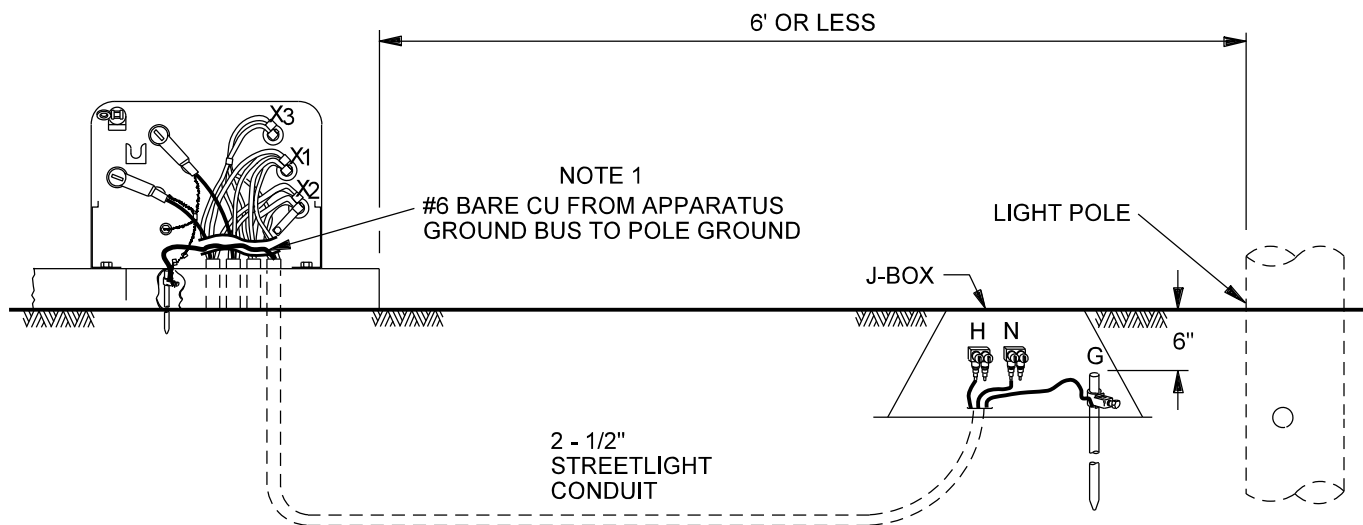 6' OR LESS
X3
X1
X2
NOTE 1
#6 BARE CU FROM APPARATUS
GROUND BUS TO POLE GROUND
LIGHT POLE
J-BOX
H N
G
6"
2 - 1/2"
STREETLIGHT
CONDUIT